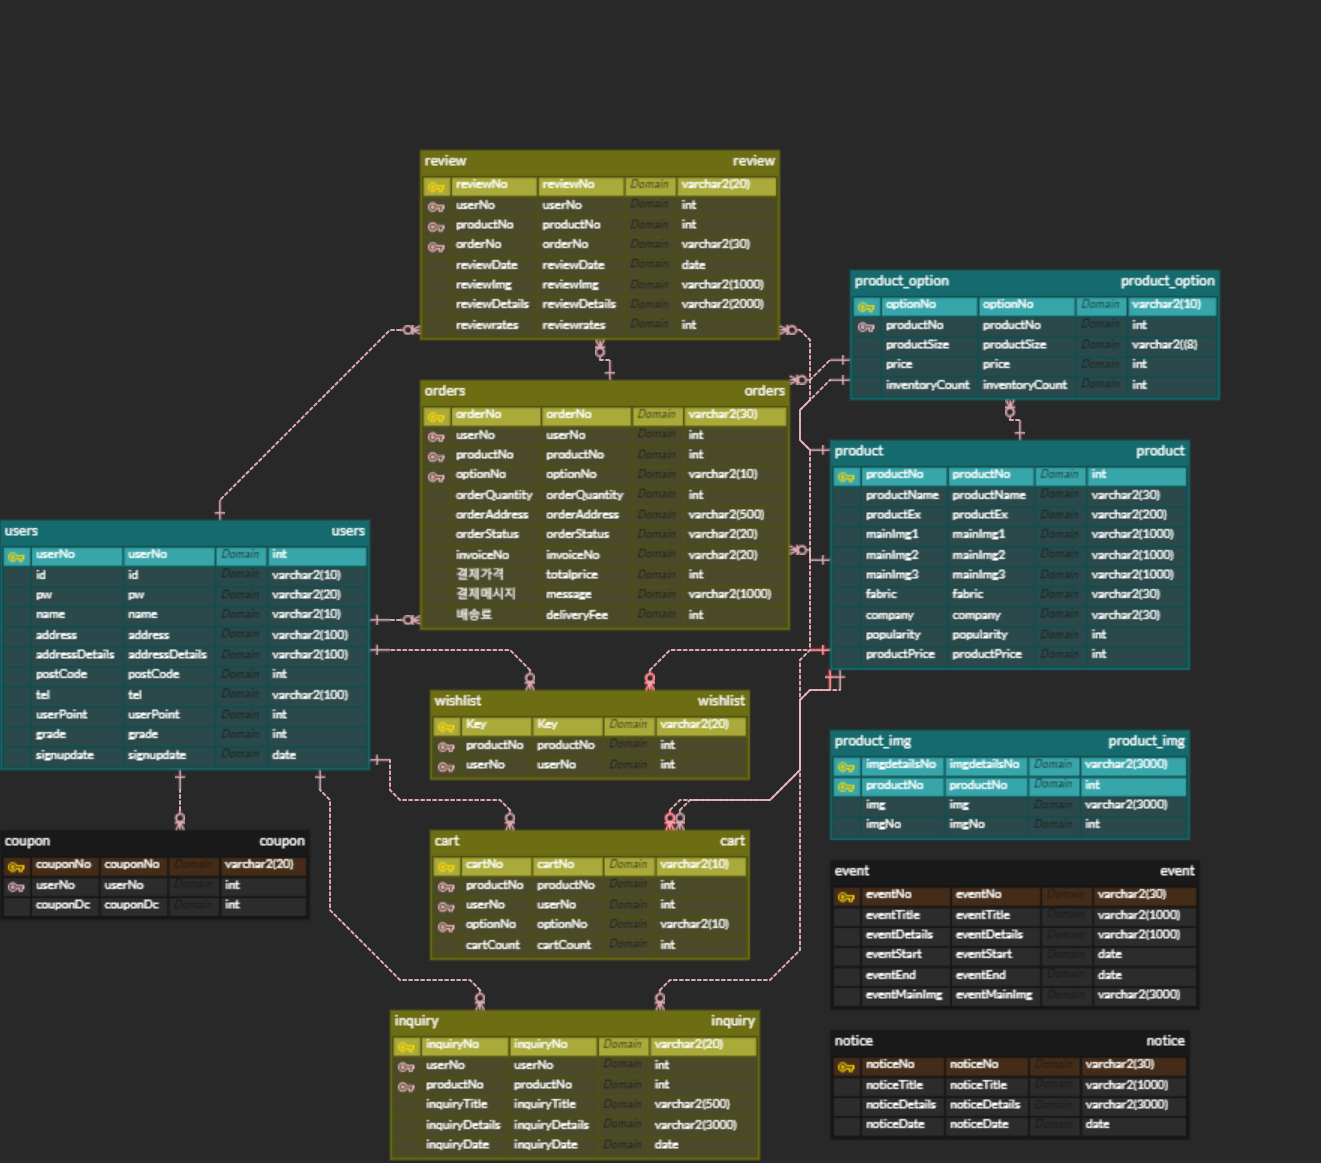 review review
reviewNo reviewNo Domain varchar2(20)
userNo userNo Domain int
productNo productNo Domain int
orderNo orderNo Domain varchar2(30)
reviewDate reviewDate Domain date
reviewImg reviewImg Domain varchar2(1000)
reviewDetails reviewDetails Domain varchar2(2000)
reviewrates reviewrates Domain int
product_option product_option
optionNo optionNo Domain varchar2(10)
productNo productNo Domain int
productSize productSize Domain varchar2((8)
price price Domain int
inventoryCount inventoryCount Domain int
orders orders
orderNo orderNo Domain varchar2(30)
userNo userNo Domain int
productNo productNo Domain int
optionNo optionNo Domain varchar2(10)
orderQuantity orderQuantity Domain int
orderAddress orderAddress Domain varchar2(500)
orderStatus orderStatus Domain varchar2(20)
invoiceNo invoiceNo Domain varchar2(20)
결제가격 totalprice Domain int
결제메시지 message Domain varchar2(1000)
배송료 deliveryFee Domain int
product product
productNo productNo Domain int
productName productName Domain varchar2(30)
productEx productEx Domain varchar2(200)
mainImg1 mainImg1 Domain varchar2(1000)
mainImg2 mainImg2 Domain varchar2(1000)
mainImg3 mainImg3 Domain varchar2(1000)
fabric fabric Domain varchar2(30)
company company Domain varchar2(30)
popularity popularity Domain int
productPrice productPrice Domain int
users users
userNo userNo Domain int
id id Domain varchar2(10)
pw pw Domain varchar2(20)
name name Domain varchar2(10)
address address Domain varchar2(100)
addressDetails addressDetails Domain varchar2(100)
postCode postCode Domain int
tel tel Domain varchar2(100)
userPoint userPoint Domain int
grade grade Domain int
signupdate signupdate Domain date
wishlist wishlist
Key Key Domain varchar2(20)
productNo productNo Domain int
userNo userNo Domain int
product_img product_img
imgdetailsNo imgdetailsNo Domain varchar2(3000)
productNo productNo Domain int
img img Domain varchar2(3000)
imgNo imgNo Domain int
coupon coupon
couponNo couponNo Domain varchar2(20)
userNo userNo Domain int
couponDc couponDc Domain int
cart cart
cartNo cartNo Domain varchar2(10)
productNo productNo Domain int
userNo userNo Domain int
optionNo optionNo Domain varchar2(10)
cartCount cartCount Domain int
event event
eventNo eventNo Domain varchar2(30)
eventTitle eventTitle Domain varchar2(1000)
eventDetails eventDetails Domain varchar2(1000)
eventStart eventStart Domain date
eventEnd eventEnd Domain date
eventMainImg eventMainImg Domain varchar2(3000)
inquiry inquiry
inquiryNo inquiryNo Domain varchar2(20)
userNo userNo Domain int
productNo productNo Domain int
inquiryTitle inquiryTitle Domain varchar2(500)
inquiryDetails inquiryDetails Domain varchar2(3000)
inquiryDate inquiryDate Domain date
notice notice
noticeNo noticeNo Domain varchar2(30)
noticeTitle noticeTitle Domain varchar2(1000)
noticeDetails noticeDetails Domain varchar2(3000)
noticeDate noticeDate Domain date